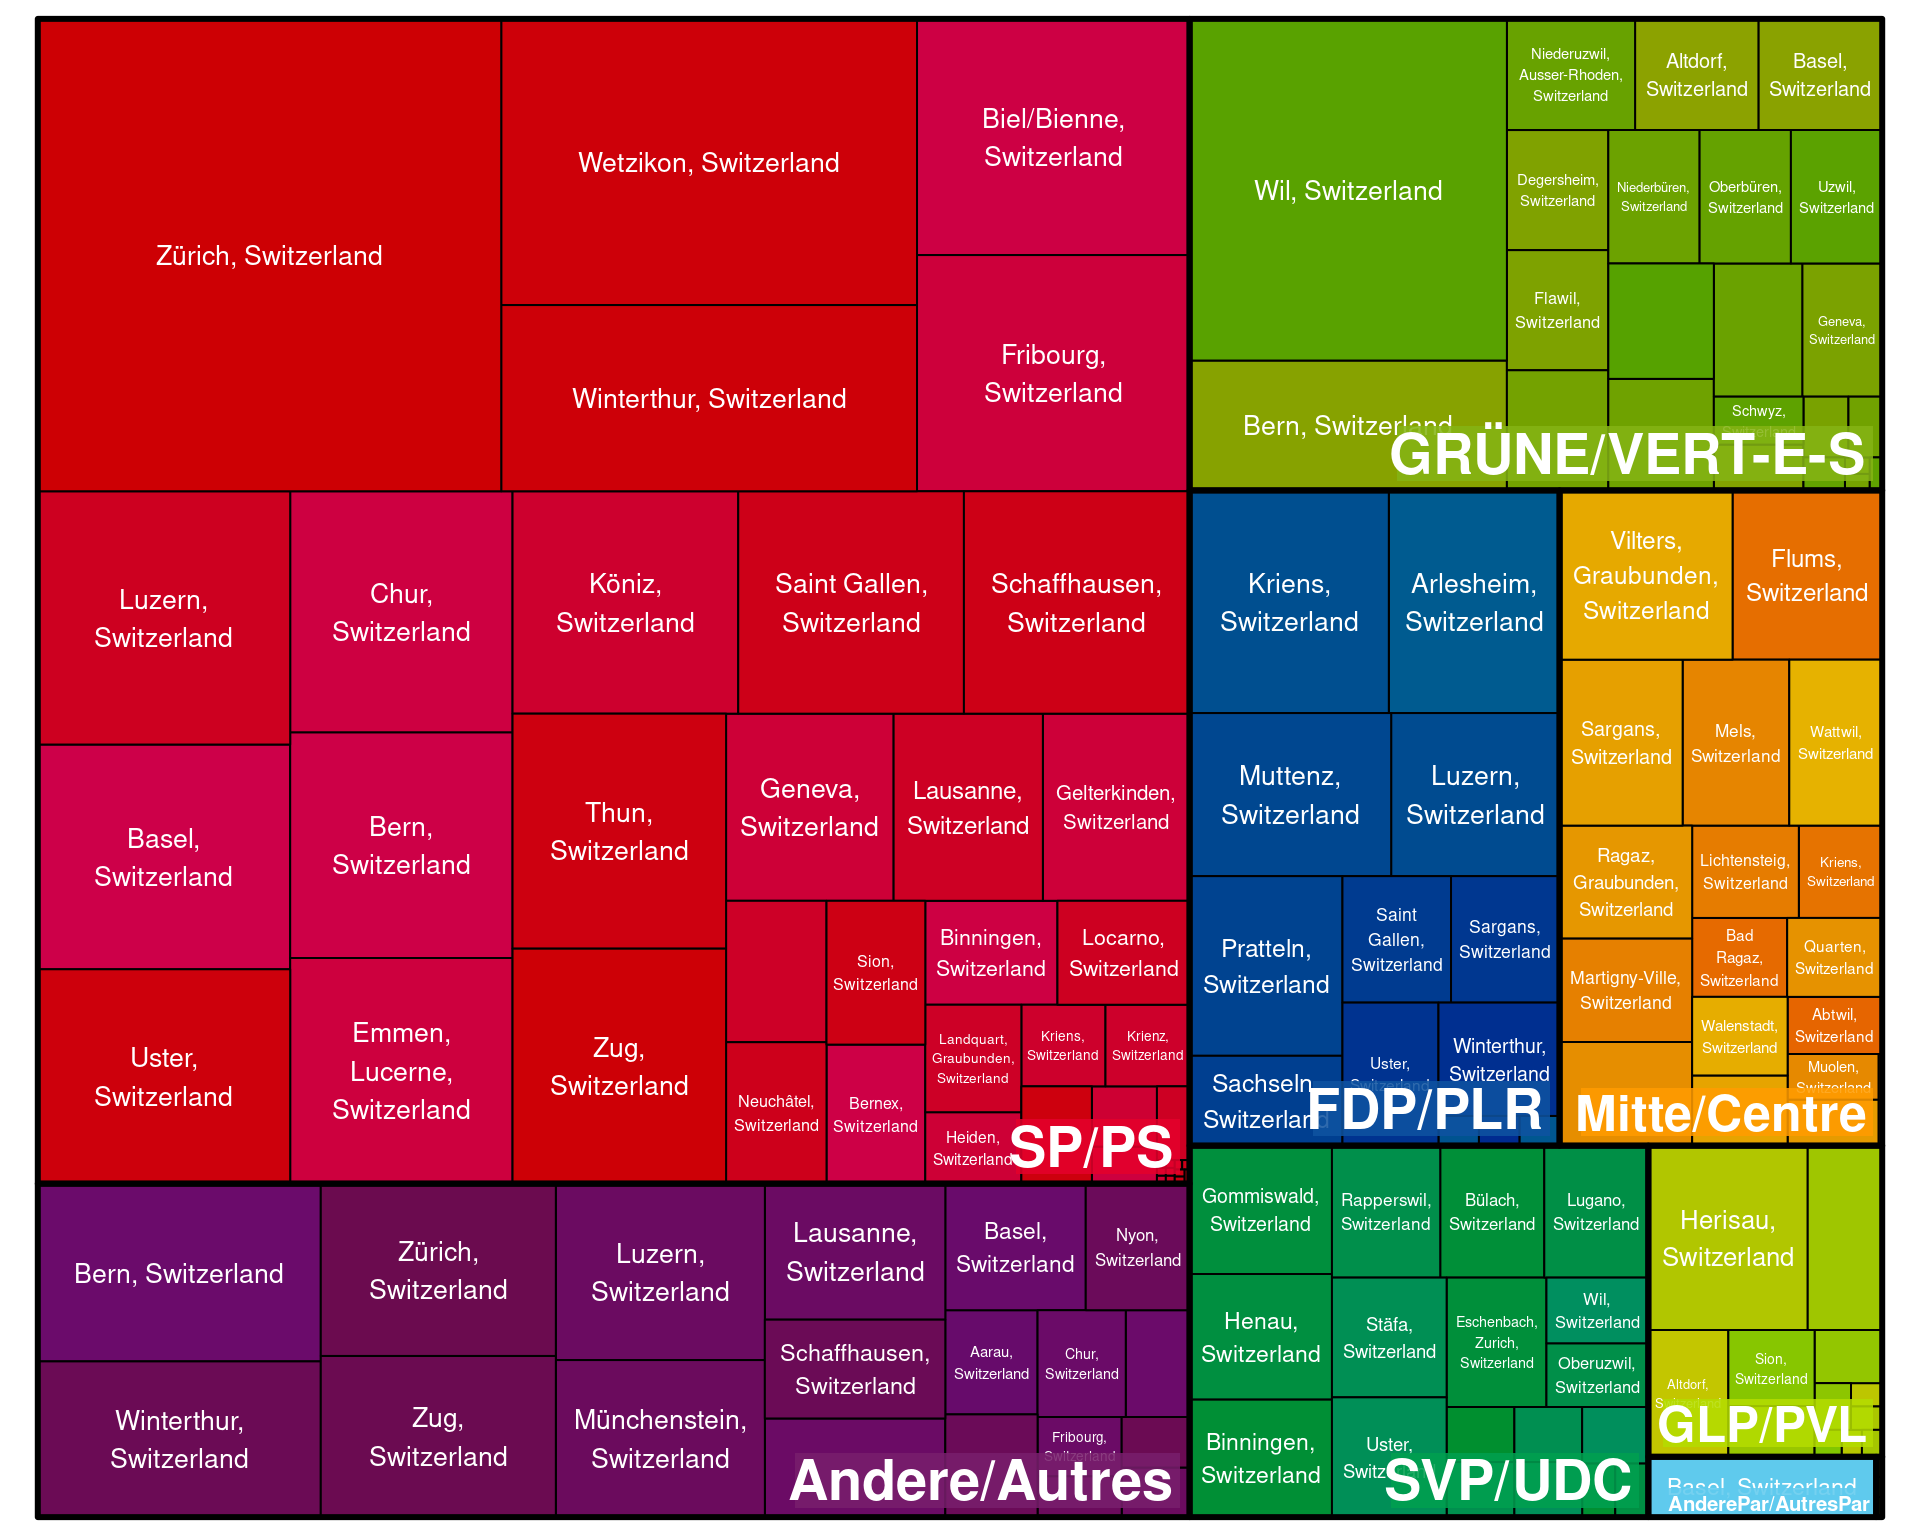 Zürich, Switzerland
Wetzikon, Switzerland
Winterthur, Switzerland
Biel/Bienne,
Switzerland
Fribourg,
Switzerland
Luzern,
Switzerland
Chur,
Switzerland
Köniz,
Switzerland
Saint Gallen,
Switzerland
Schaffhausen,
Switzerland
Basel,
Switzerland
Bern,
Switzerland
Thun,
Switzerland
Geneva,
Switzerland
Lausanne,
Switzerland
Gelterkinden,
Switzerland
Uster,
Switzerland
Emmen,
Lucerne,
Switzerland
Zug,
Switzerland
Sion,
Switzerland
Binningen,
Switzerland
Locarno,
Switzerland
Landquart,
Graubunden,
Switzerland
Kriens,
Switzerland
Krienz,
Switzerland
Neuchâtel,
Switzerland
Bernex,
Switzerland
Heiden,
Switzerland
SP/PS
Bern, Switzerland
Zürich,
Switzerland
Luzern,
Switzerland
Lausanne,
Switzerland
Basel,
Switzerland
Nyon,
Switzerland
Winterthur,
Switzerland
Zug,
Switzerland
Münchenstein,
Switzerland
Schaffhausen,
Switzerland
Aarau,
Switzerland
Chur,
Switzerland
Fribourg,
Switzerland
Andere/Autres
Wil, Switzerland
Bern, Switzerland
Niederuzwil,
Ausser-Rhoden,
Switzerland
Altdorf,
Switzerland
Basel,
Switzerland
Degersheim,
Switzerland
Niederbüren,
Switzerland
Oberbüren,
Switzerland
Uzwil,
Switzerland
Flawil,
Switzerland
Geneva,
Switzerland
Schwyz,
Switzerland
GRÜNE/VERT-E-S
Kriens,
Switzerland
Arlesheim,
Switzerland
Muttenz,
Switzerland
Luzern,
Switzerland
Pratteln,
Switzerland
Saint
Gallen,
Switzerland
Sargans,
Switzerland
Sachseln,
Switzerland
Uster,
Switzerland
Winterthur,
Switzerland
FDP/PLR
Vilters,
Graubunden,
Switzerland
Flums,
Switzerland
Sargans,
Switzerland
Mels,
Switzerland
Wattwil,
Switzerland
Ragaz,
Graubunden,
Switzerland
Lichtensteig,
Switzerland
Kriens,
Switzerland
Martigny-Ville,
Switzerland
Bad
Ragaz,
Switzerland
Quarten,
Switzerland
Walenstadt,
Switzerland
Abtwil,
Switzerland
Muolen,
Switzerland
Mitte/Centre
Gommiswald,
Switzerland
Rapperswil,
Switzerland
Bülach,
Switzerland
Lugano,
Switzerland
Henau,
Switzerland
Stäfa,
Switzerland
Eschenbach,
Zurich,
Switzerland
Wil,
Switzerland
Oberuzwil,
Switzerland
Binningen,
Switzerland
Uster,
Switzerland
SVP/UDC
Herisau,
Switzerland
Altdorf,
Switzerland
Sion,
Switzerland
GLP/PVL
Basel, Switzerland
AnderePar/AutresPar